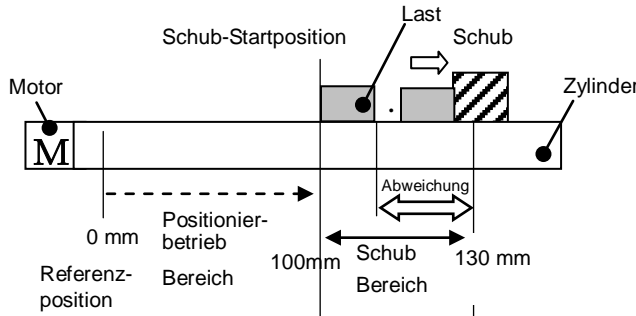 Last
Schub-Startposition
Schub
Motor
Zylinder
M
Abweichung
Positionier-
betrieb
Bereich
0 mm
100mm
Schub
Bereich
130 mm
Referenz-
position